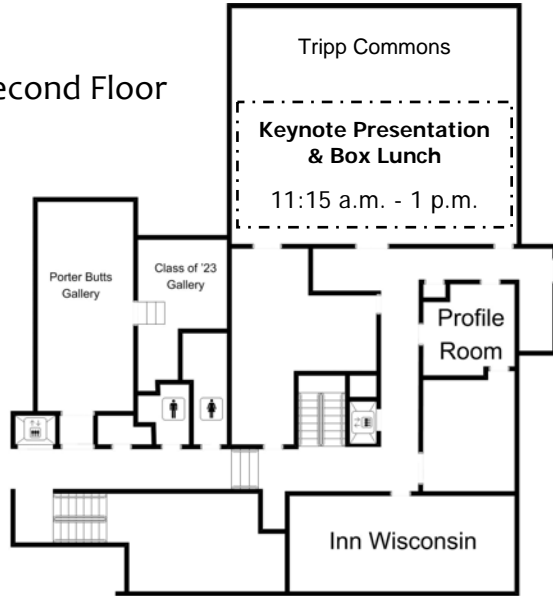 econd Floor
Tripp Commons
Keynote Presentation
& Box Lunch
11:15 a.m. - 1 p.m.
Porter Butts
Gallery
Class of '23
Gallery
Profile
Room
Inn Wisconsin